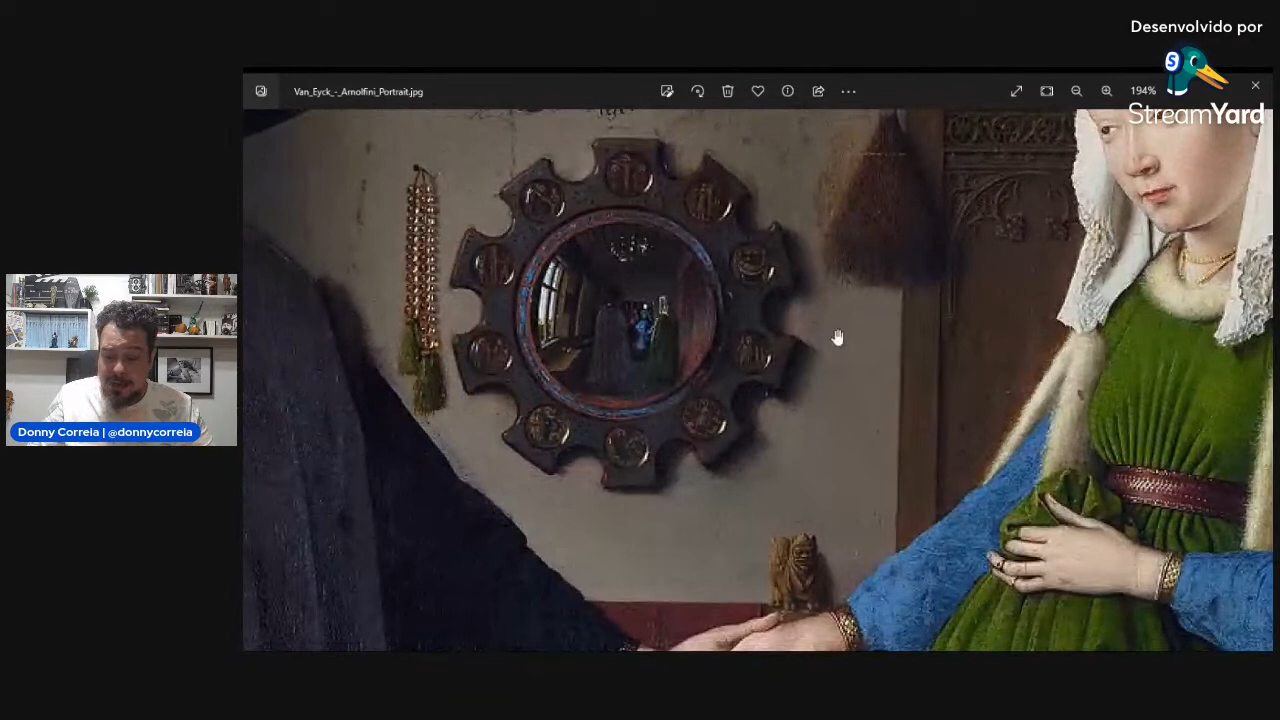 Desenvolvido por
StreamYard
Van_Eyck_-_Arnolfini_Portrait.jpg
194%
Donny Correia | @donnycorreia